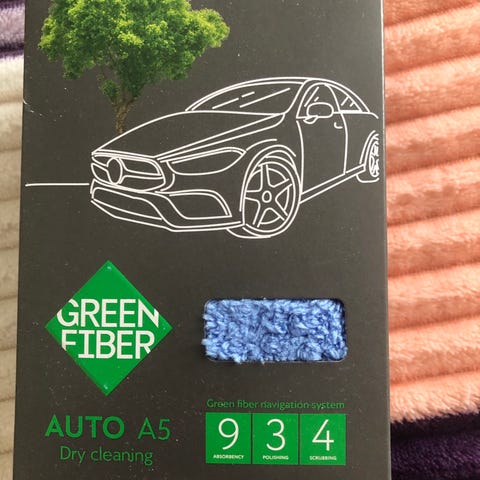 GREEN
FIBER
AUTO A5
Dry cleaning
Green fiber navigation system
9 3 4
ABSORBENCY POLISHING SCRUBBING